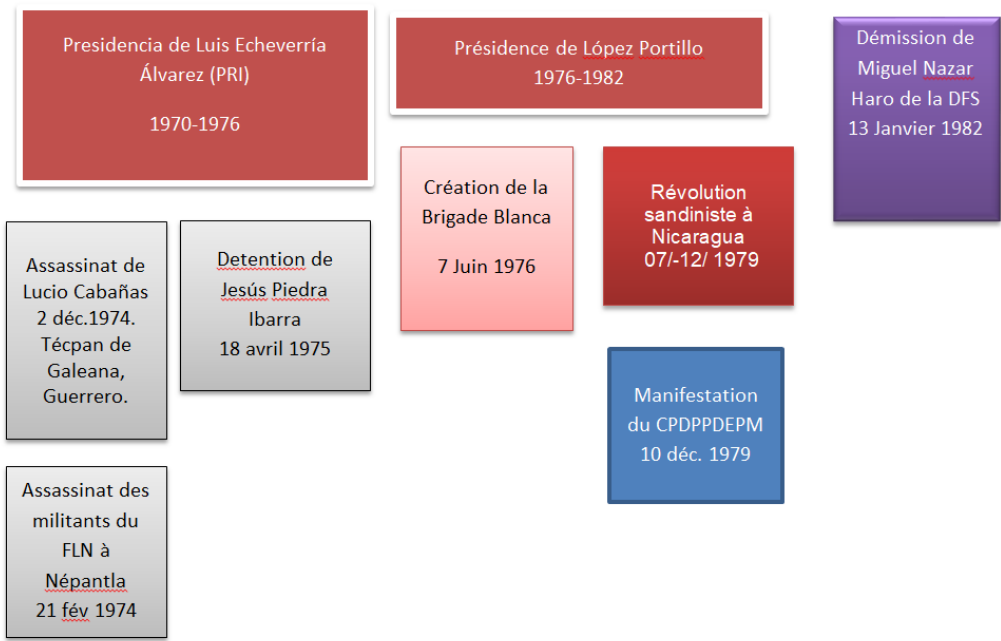 Presidencia de Luis Echeverría
Álvarez (PRI)
1970-1976
Présidence de López Portillo
1976-1982
Démission de
Miguel Nazar
Haro de la DFS
13 Janvier 1982
Assassinat de
Lucio Cabañas
2 déc.1974.
Técpan de
Galeana,
Guerrero.
Detention de
Jesús Piedra
Ibarra
18 avril 1975
Création de la
Brigade Blanca
7 Juin 1976
Révolution
sandiniste à
Nicaragua
07/-12/ 1979
Manifestation
du CPDPPDEPM
10 déc. 1979
Assassinat des
militants du
FLN à
Népantla
21 fév 1974